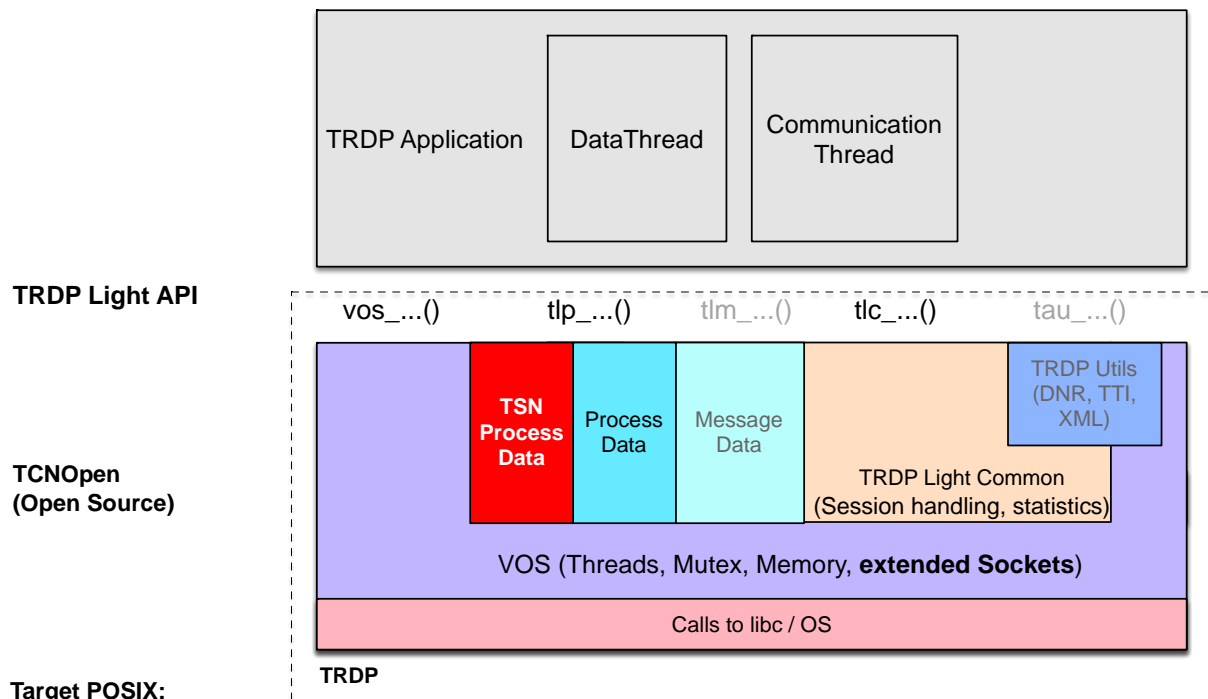 TRDP Application
DataThread
Communication
Thread
TRDP Light API
vos_...()
tlp_...()
tlm_...()
tlc_...()
tau_...()
TSN
Process
Data
Process
Data
Message
Data
TRDP Utils
(DNR, TTI,
XML)
TRDP Light Common
(Session handling, statistics)
TCNOpen
(Open Source)
VOS (Threads, Mutex, Memory, extended Sockets)
Calls to libc / OS
TRDP
Target POSIX: